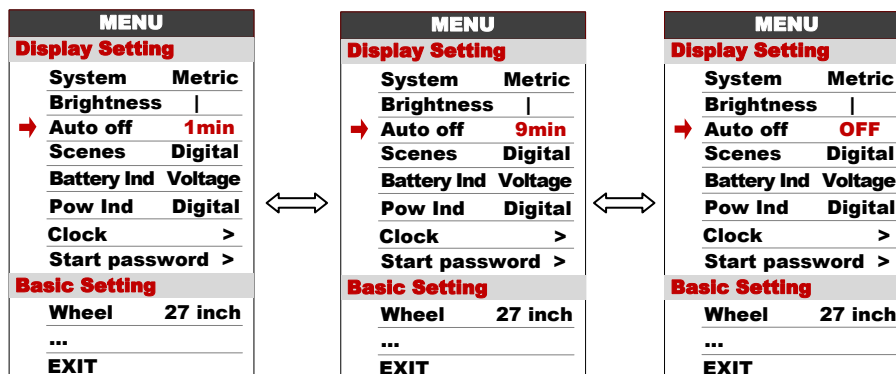 MENU
Display Setting
System Metric
Brightness |
Auto off 1min
Scenes Digital
Battery Ind Voltage
Pow Ind Digital
Clock >
Start password >
Basic Setting
Wheel 27 inch
...
EXIT
MENU
Display Setting
System Metric
Brightness |
Auto off 9min
Scenes Digital
Battery Ind Voltage
Pow Ind Digital
Clock >
Start password >
Basic Setting
Wheel 27 inch
...
EXIT
MENU
Display Setting
System Metric
Brightness |
Auto off OFF
Scenes Digital
Battery Ind Voltage
Pow Ind Digital
Clock >
Start password >
Basic Setting
Wheel 27 inch
...
EXIT